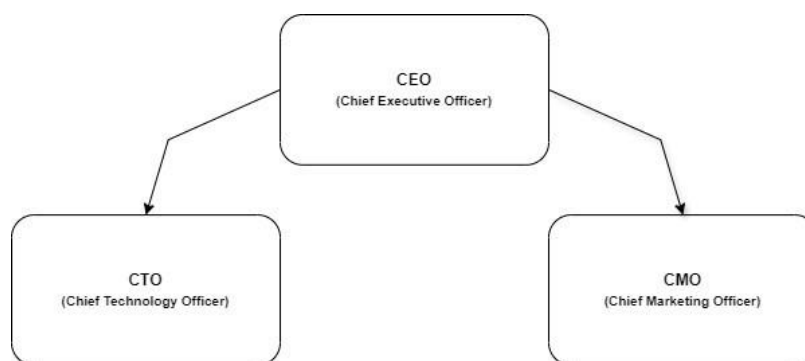 CEO
(Chief Executive Officer)
CTO
(Chief Technology Officer)
CMO
(Chief Marketing Officer)